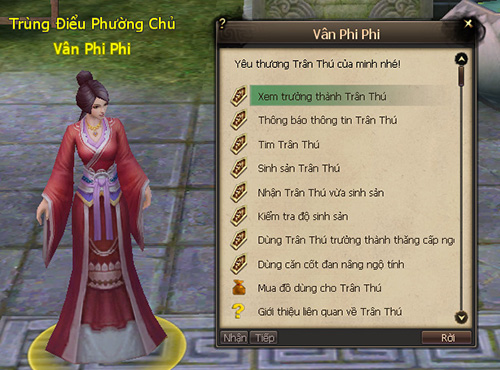 Trùng Điểu Phường Chủ
Vân Phi Phi
?
Vân Phi Phi
Yêu thương Trân Thú của minh nhé!
Xem trưởng thành Trân Thú
Thông báo thông tin Trân Thú
Tìm Trân Thú
Sinh sản Trân Thú
Nhận Trân Thú vừa sinh sản
Kiểm tra độ sinh sản
Dùng Trân Thú trưởng thành thăng cấp ngộ
Dùng căn cốt đan nâng ngộ tính
Mua đồ dùng cho Trân Thú
? Giới thiệu liên quan về Trân Thú
Nhận Tiếp Rời